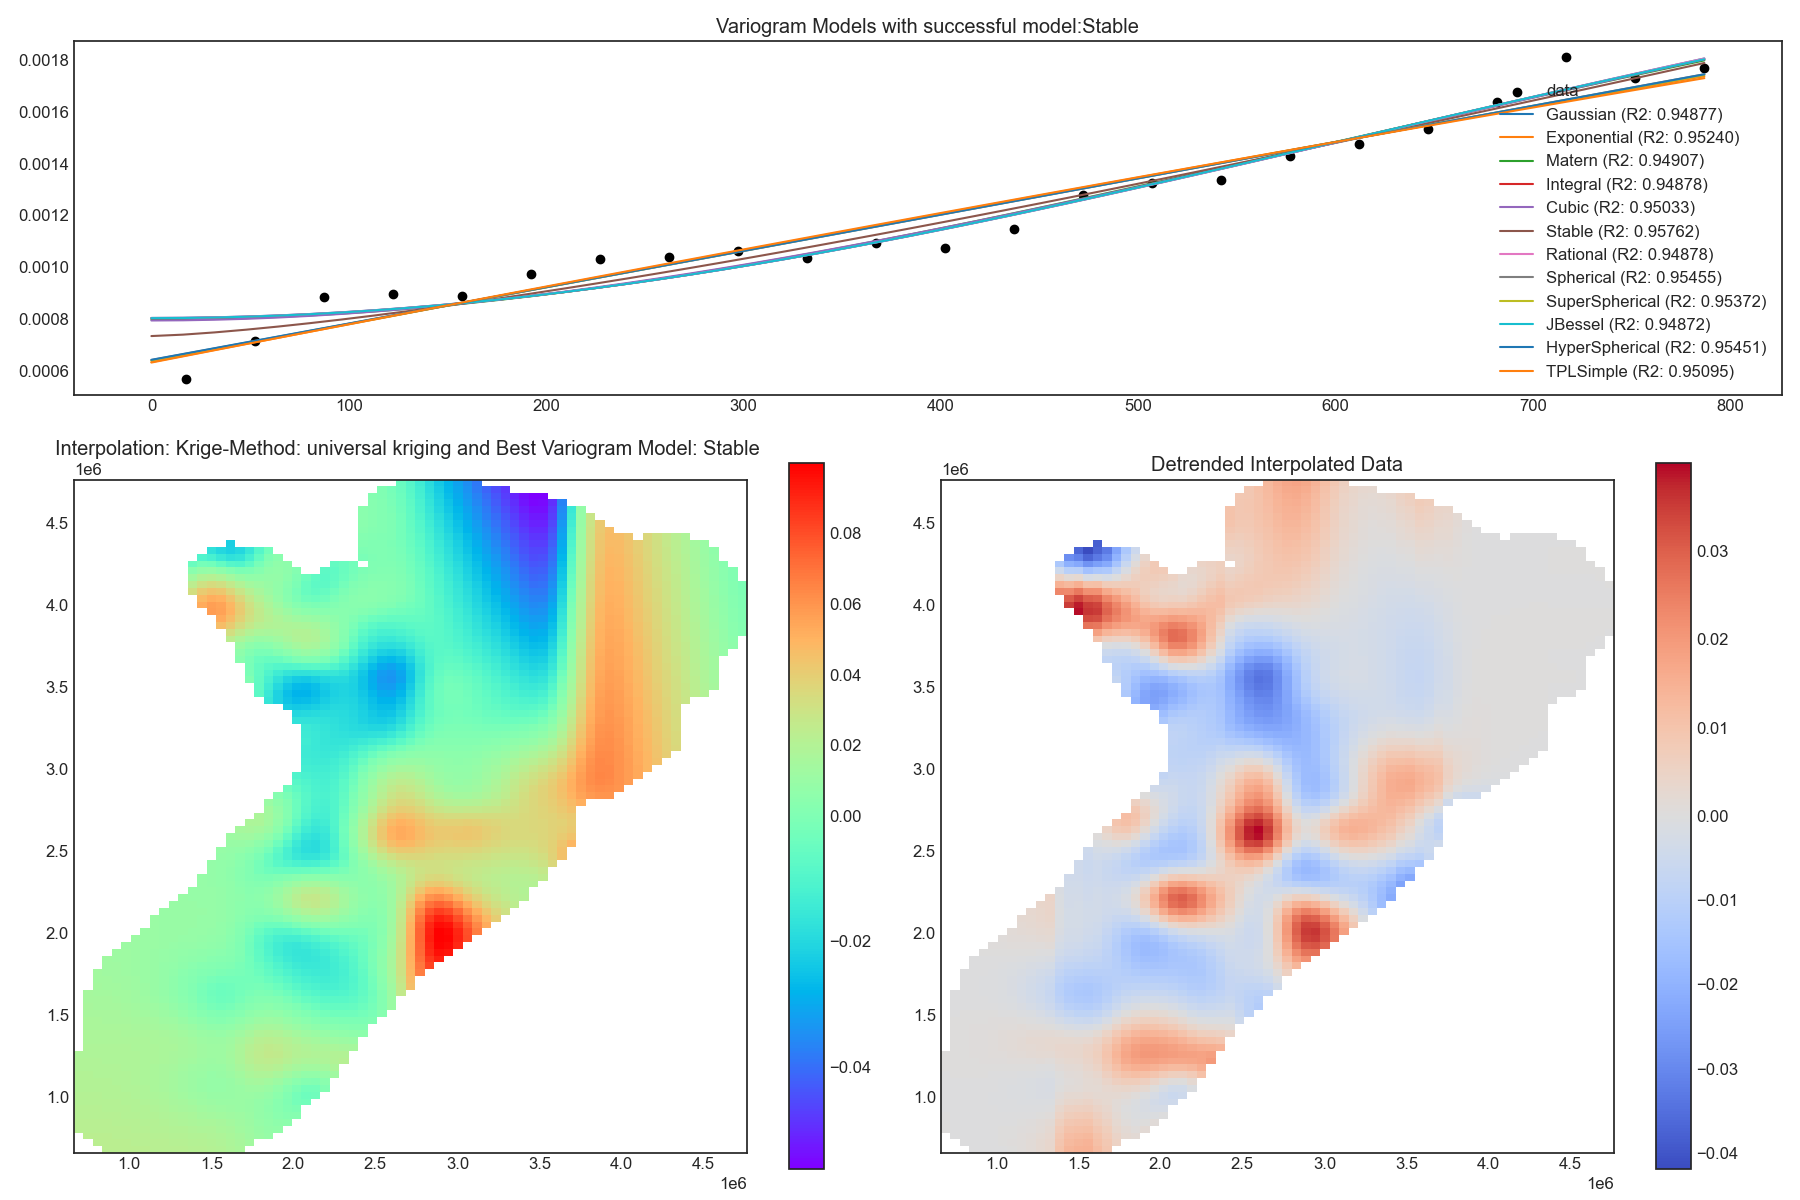 Variogram Models with successful model:Stable
0.0018
0.0016
0.0014
0.0012
0.0010
0.0008
0.0006
data
Gaussian (R2: 0.94877)
Exponential (R2: 0.95240)
Matern (R2: 0.94907)
Integral (R2: 0.94878)
Cubic (R2: 0.95033)
Stable (R2: 0.95762)
Rational (R2: 0.94878)
Spherical (R2: 0.95455)
SuperSpherical (R2: 0.95372)
JBessel (R2: 0.94872)
HyperSpherical (R2: 0.95451)
TPLSimple (R2: 0.95095)
0 100 200 300 400 500 600 700 800
Interpolation: Krige-Method: universal kriging and Best Variogram Model: Stable
1e6
4.5
4.0
3.5
3.0
2.5
2.0
1.5
1.0
1.0 1.5 2.0 2.5 3.0 3.5 4.0 4.5
1e6
0.08
0.06
0.04
0.02
0.00
−0.02
−0.04
Detrended Interpolated Data
1e6
4.5
4.0
3.5
3.0
2.5
2.0
1.5
1.0
1.0 1.5 2.0 2.5 3.0 3.5 4.0 4.5
1e6
0.03
0.02
0.01
0.00
−0.01
−0.02
−0.03
−0.04